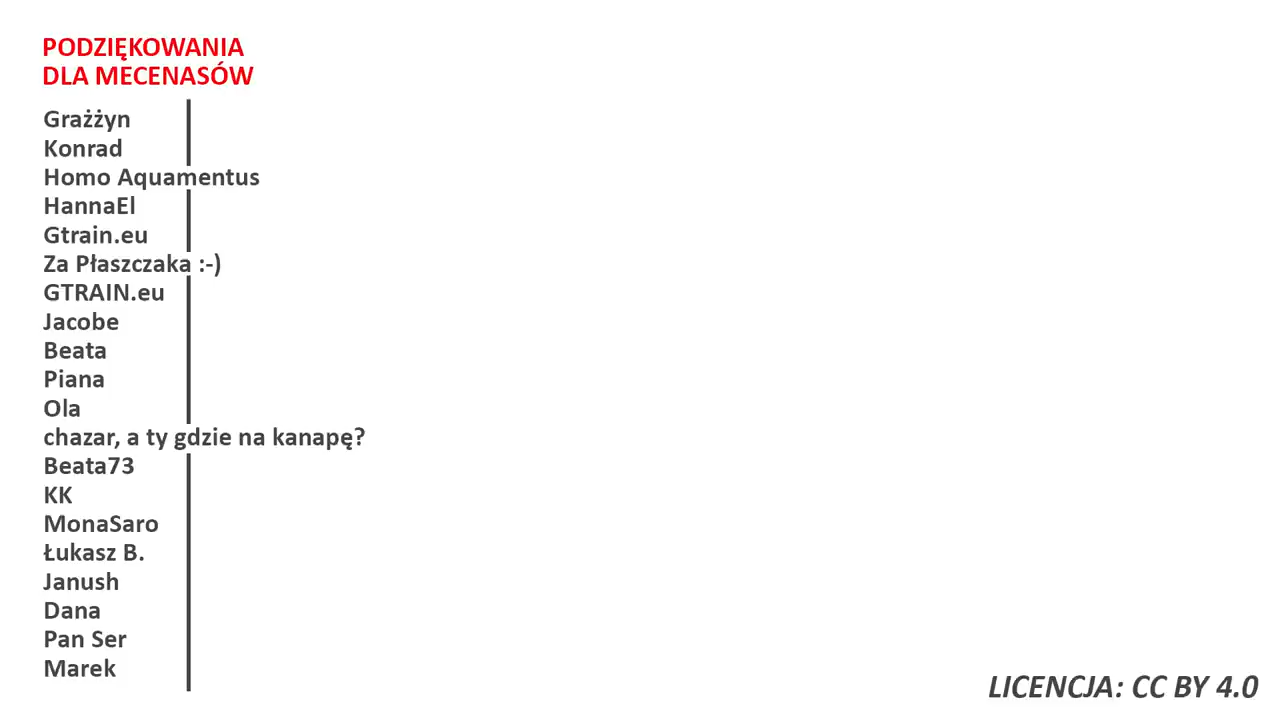 PODZIĘKOWANIA
DLA MECENASÓW
Grażżyn
Konrad
Homo Aquamentus
HannaEl
Gtrain.eu
Za Płaszczaka :-)
GTRAIN.eu
Jacobe
Beata
Piana
Ola
chazar, a ty gdzie na kanapę?
Beata73
KK
MonaSaro
Łukasz B.
Janush
Dana
Pan Ser
Marek
LICENCJA: CC BY 4.0